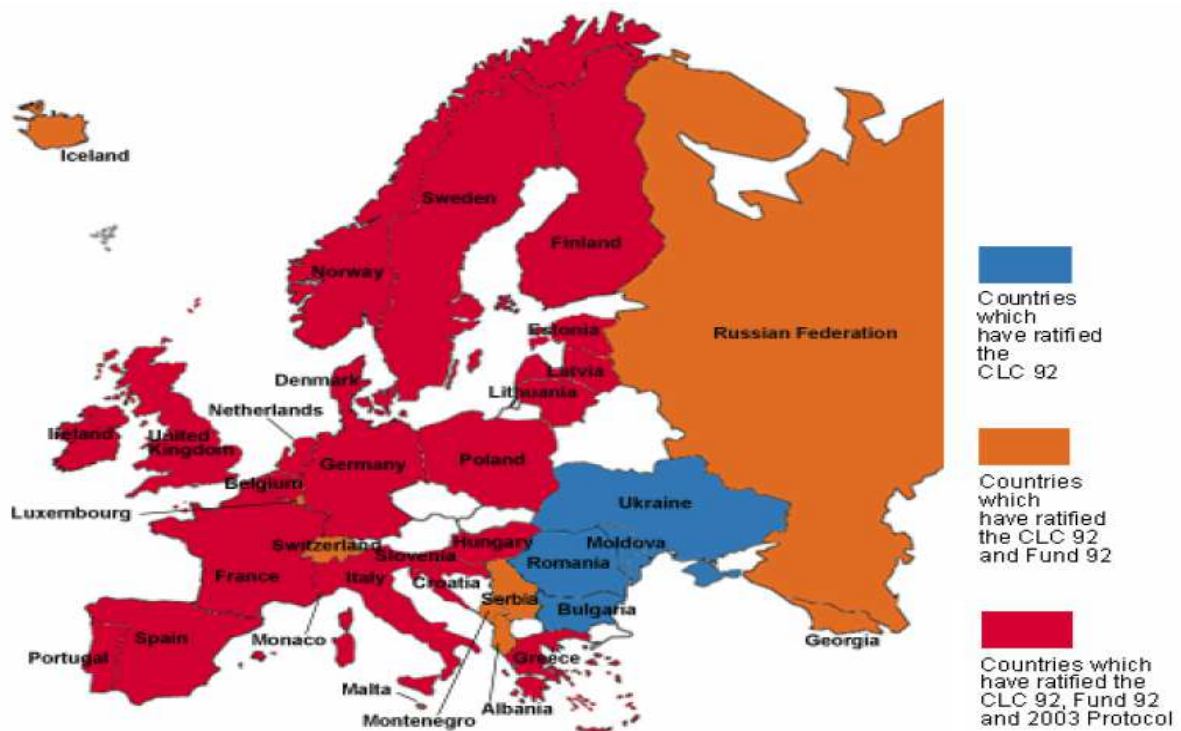 Iceland
Sweden
Finland
Norway
Russian Federation
Estonia
Denmark
Latvia
Lithuania
Netherlands
Ireland
United
Kingdom
Germany
Poland
Belgium
Ukraine
Luxembourg
Switzerland
Hungary
Moldova
Slovenia
Romania
France
Italy
Croatia
Serbia
Bulgaria
Spain
Monaco
Georgia
Portugal
Greece
Malta
Albania
Montenegro
Countries
which
have ratified
the
CLC 92
Countries
which
have ratified
the CLC 92
and Fund 92
Countries which
have ratified the
CLC 92, Fund 92
and 2003 Protocol